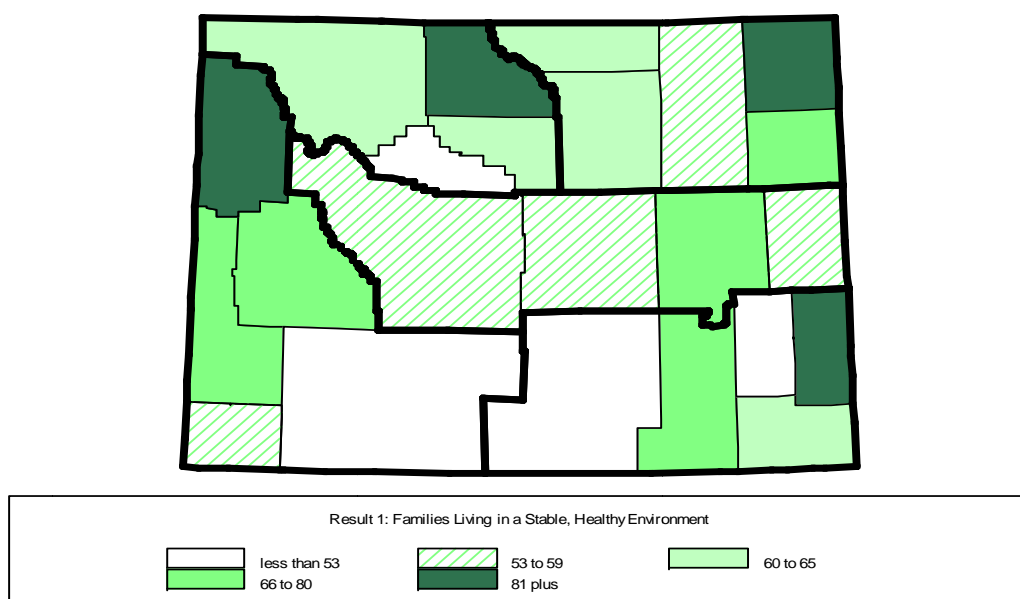 Result 1: Families Living in a Stable, Healthy Environment
less than 53
53 to 59
60 to 65
66 to 80
81 plus